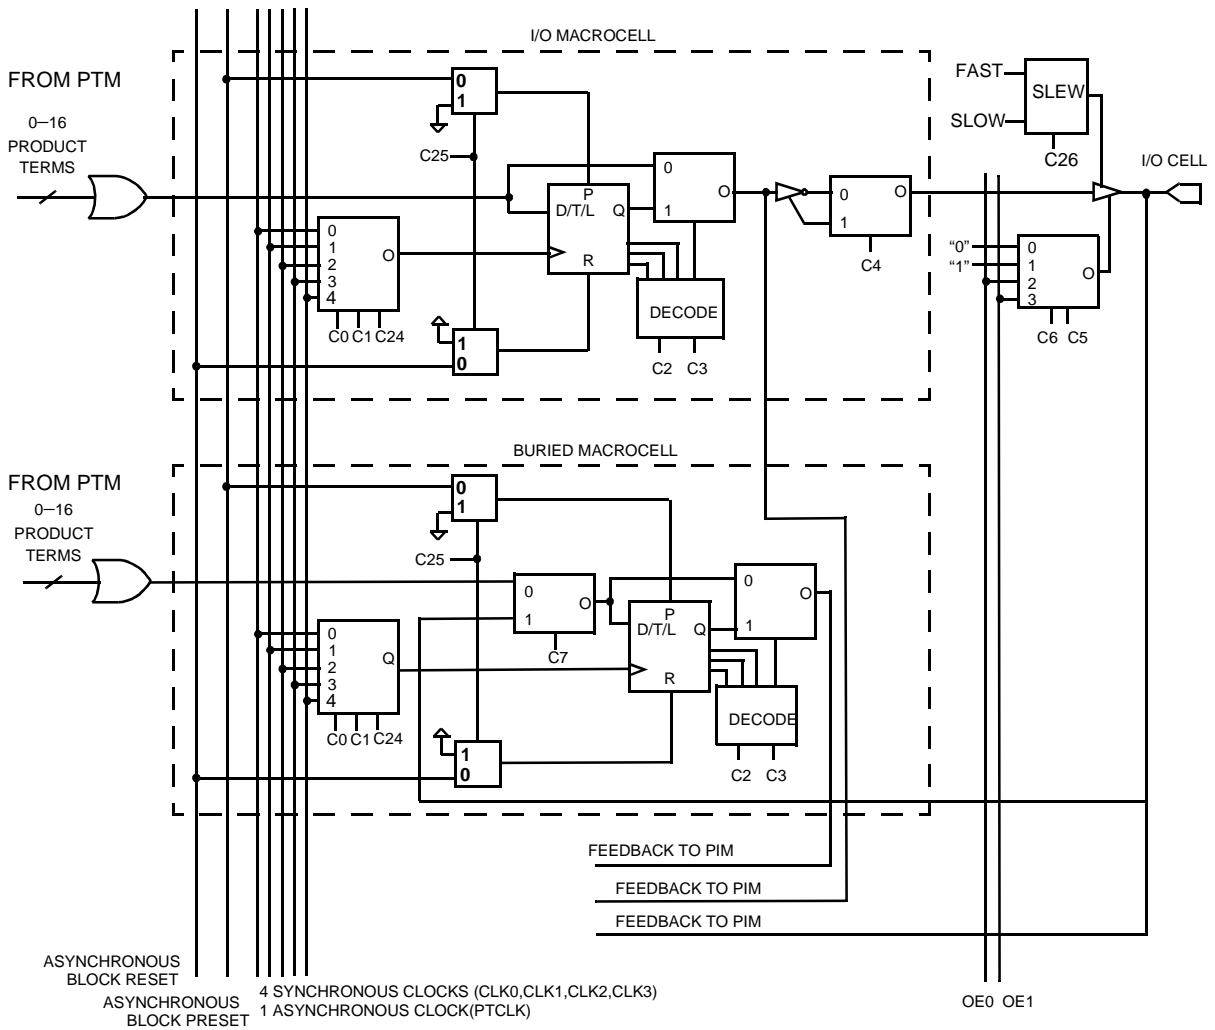 I/O MACROCELL
FROM PTM
0–16
PRODUCT
TERMS
0
1
C25
FAST
SLOW
SLEW
C26
I/O CELL
0
1
O
P
D/T/L
Q
R
0
1
2
3
4
O
C0 C1 C24
0
1
O
C4
"0"
"1"
0
1
2
3
O
C6 C5
DECODE
C2 C3
1
0
BURIED MACROCELL
FROM PTM
0–16
PRODUCT
TERMS
0
1
C25
0
1
O
C7
0
1
O
P
D/T/L
Q
R
0
1
2
3
4
Q
C0 C1 C24
DECODE
C2 C3
1
0
FEEDBACK TO PIM
FEEDBACK TO PIM
FEEDBACK TO PIM
ASYNCHRONOUS
BLOCK RESET
ASYNCHRONOUS
BLOCK PRESET
4 SYNCHRONOUS CLOCKS (CLK0,CLK1,CLK2,CLK3)
1 ASYNCHRONOUS CLOCK(PTCLK)
OE0 OE1